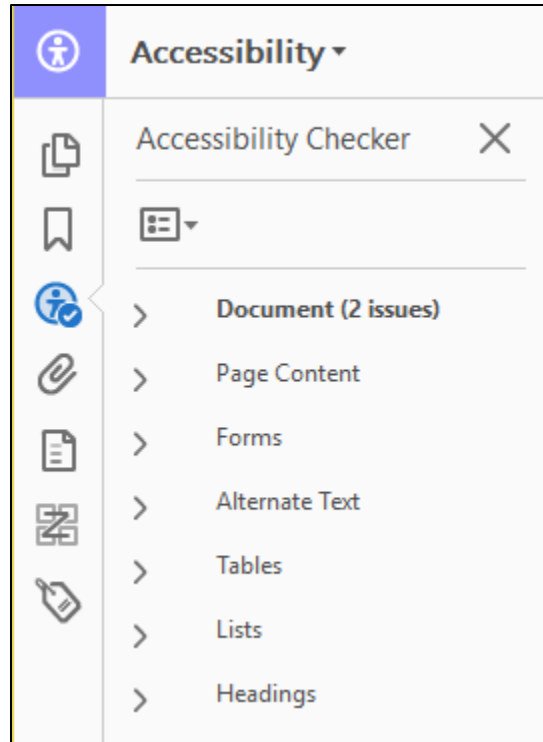 Accessibility
Accessibility Checker
Document (2 issues)
Page Content
Forms
Alternate Text
Tables
Lists
Headings